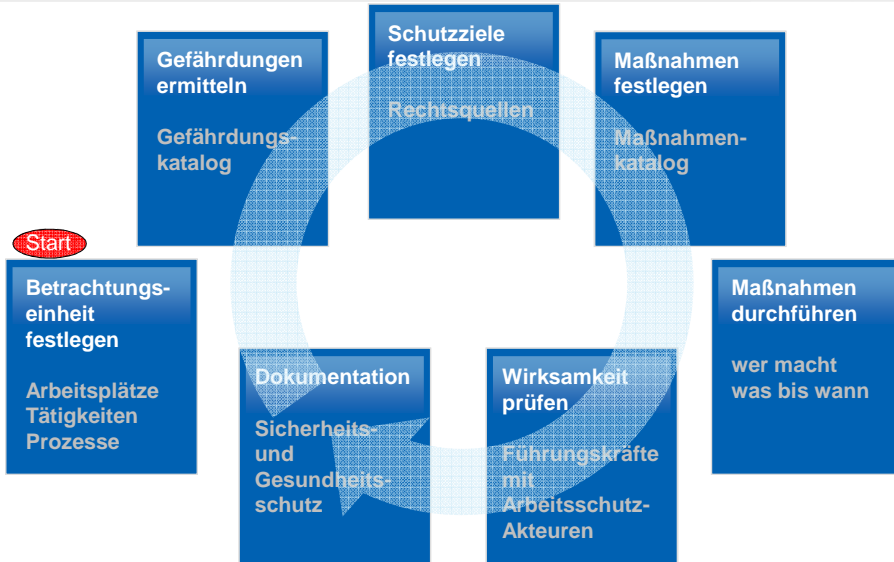 Start
Betrachtungs-
einheit
festlegen
Arbeitsplätze
Tätigkeiten
Prozesse
Gefährdungen
ermitteln
Gefährdungs-
katalog
Schutzziele
festlegen
Rechtsquellen
Maßnahmen
festlegen
Maßnahmen-
katalog
Maßnahmen
durchführen
wer macht
was bis wann
Wirksamkeit
prüfen
Führungskräfte
mit
Arbeitsschutz-
Akteuren
Dokumentation
Sicherheits-
und
Gesundheits-
schutz